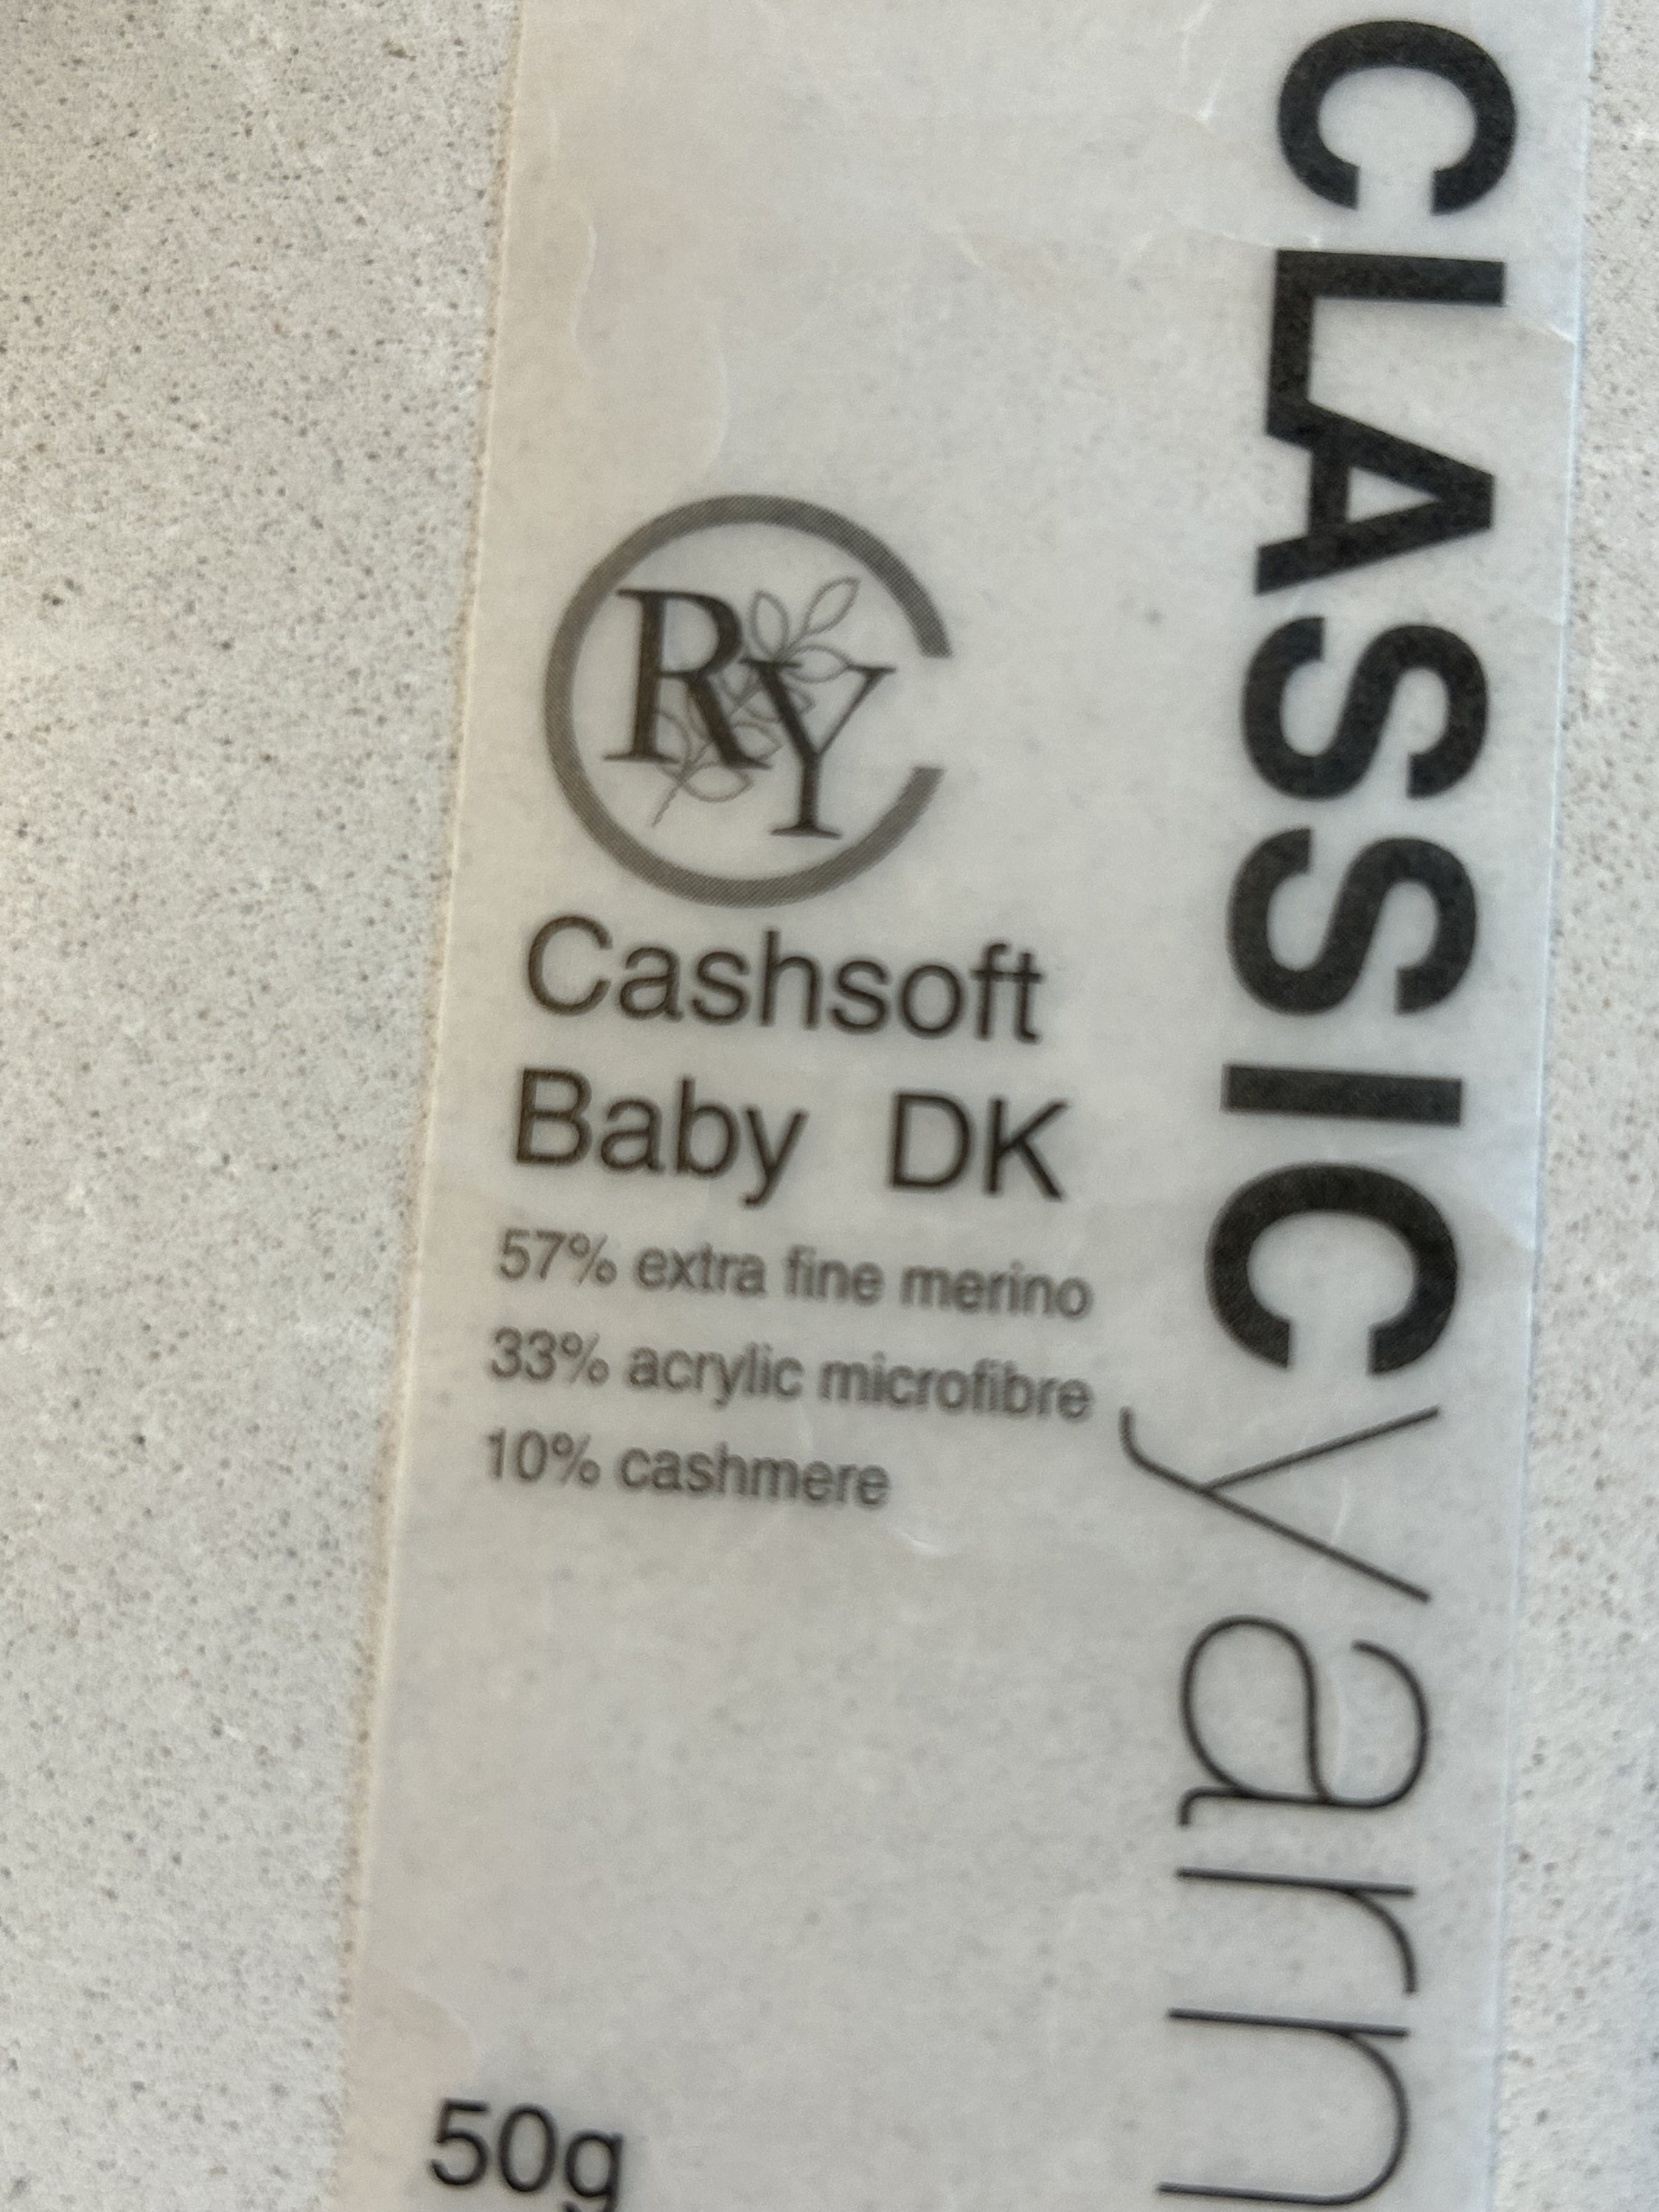 CLASSIC yarn
RY
Cashsoft
Baby DK
57% extra fine merino
33% acrylic microfibre
10% cashmere
50g